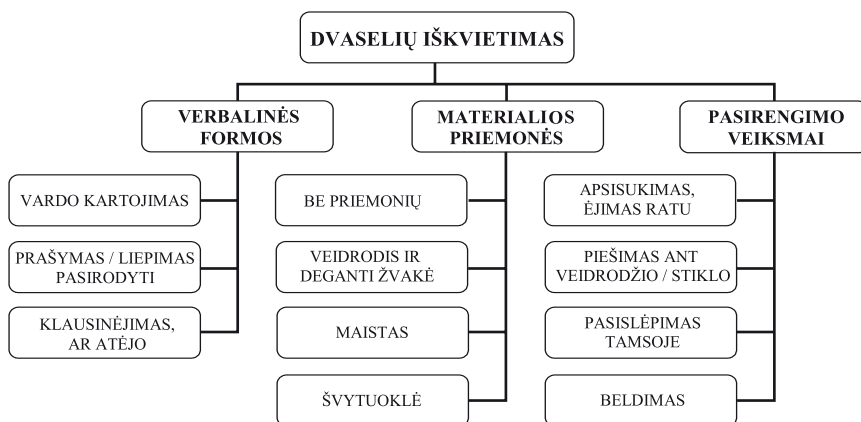 DVASELIŲ IŠKVIETIMAS
VERBALINĖS
FORMOS
MATERIALIOS
PRIEMONĖS
PASIRENGIMO
VEIKSMAI
VARDO KARTOJIMAS
PRAŠYMAS / LIEPIMAS
PASIRODYTI
KLAUSINĖJIMAS,
AR ATĖJO
BE PRIEMONIŲ
VEIDRODIS IR
DEGANTI ŽVAKĖ
MAISTAS
ŠVYTUOKLĖ
APSISUKIMAS,
ĖJIMAS RATU
PIEŠIMAS ANT
VEIDRODŽIO / STIKLO
PASISLĖPIMAS
TAMSOJE
BELDIMAS